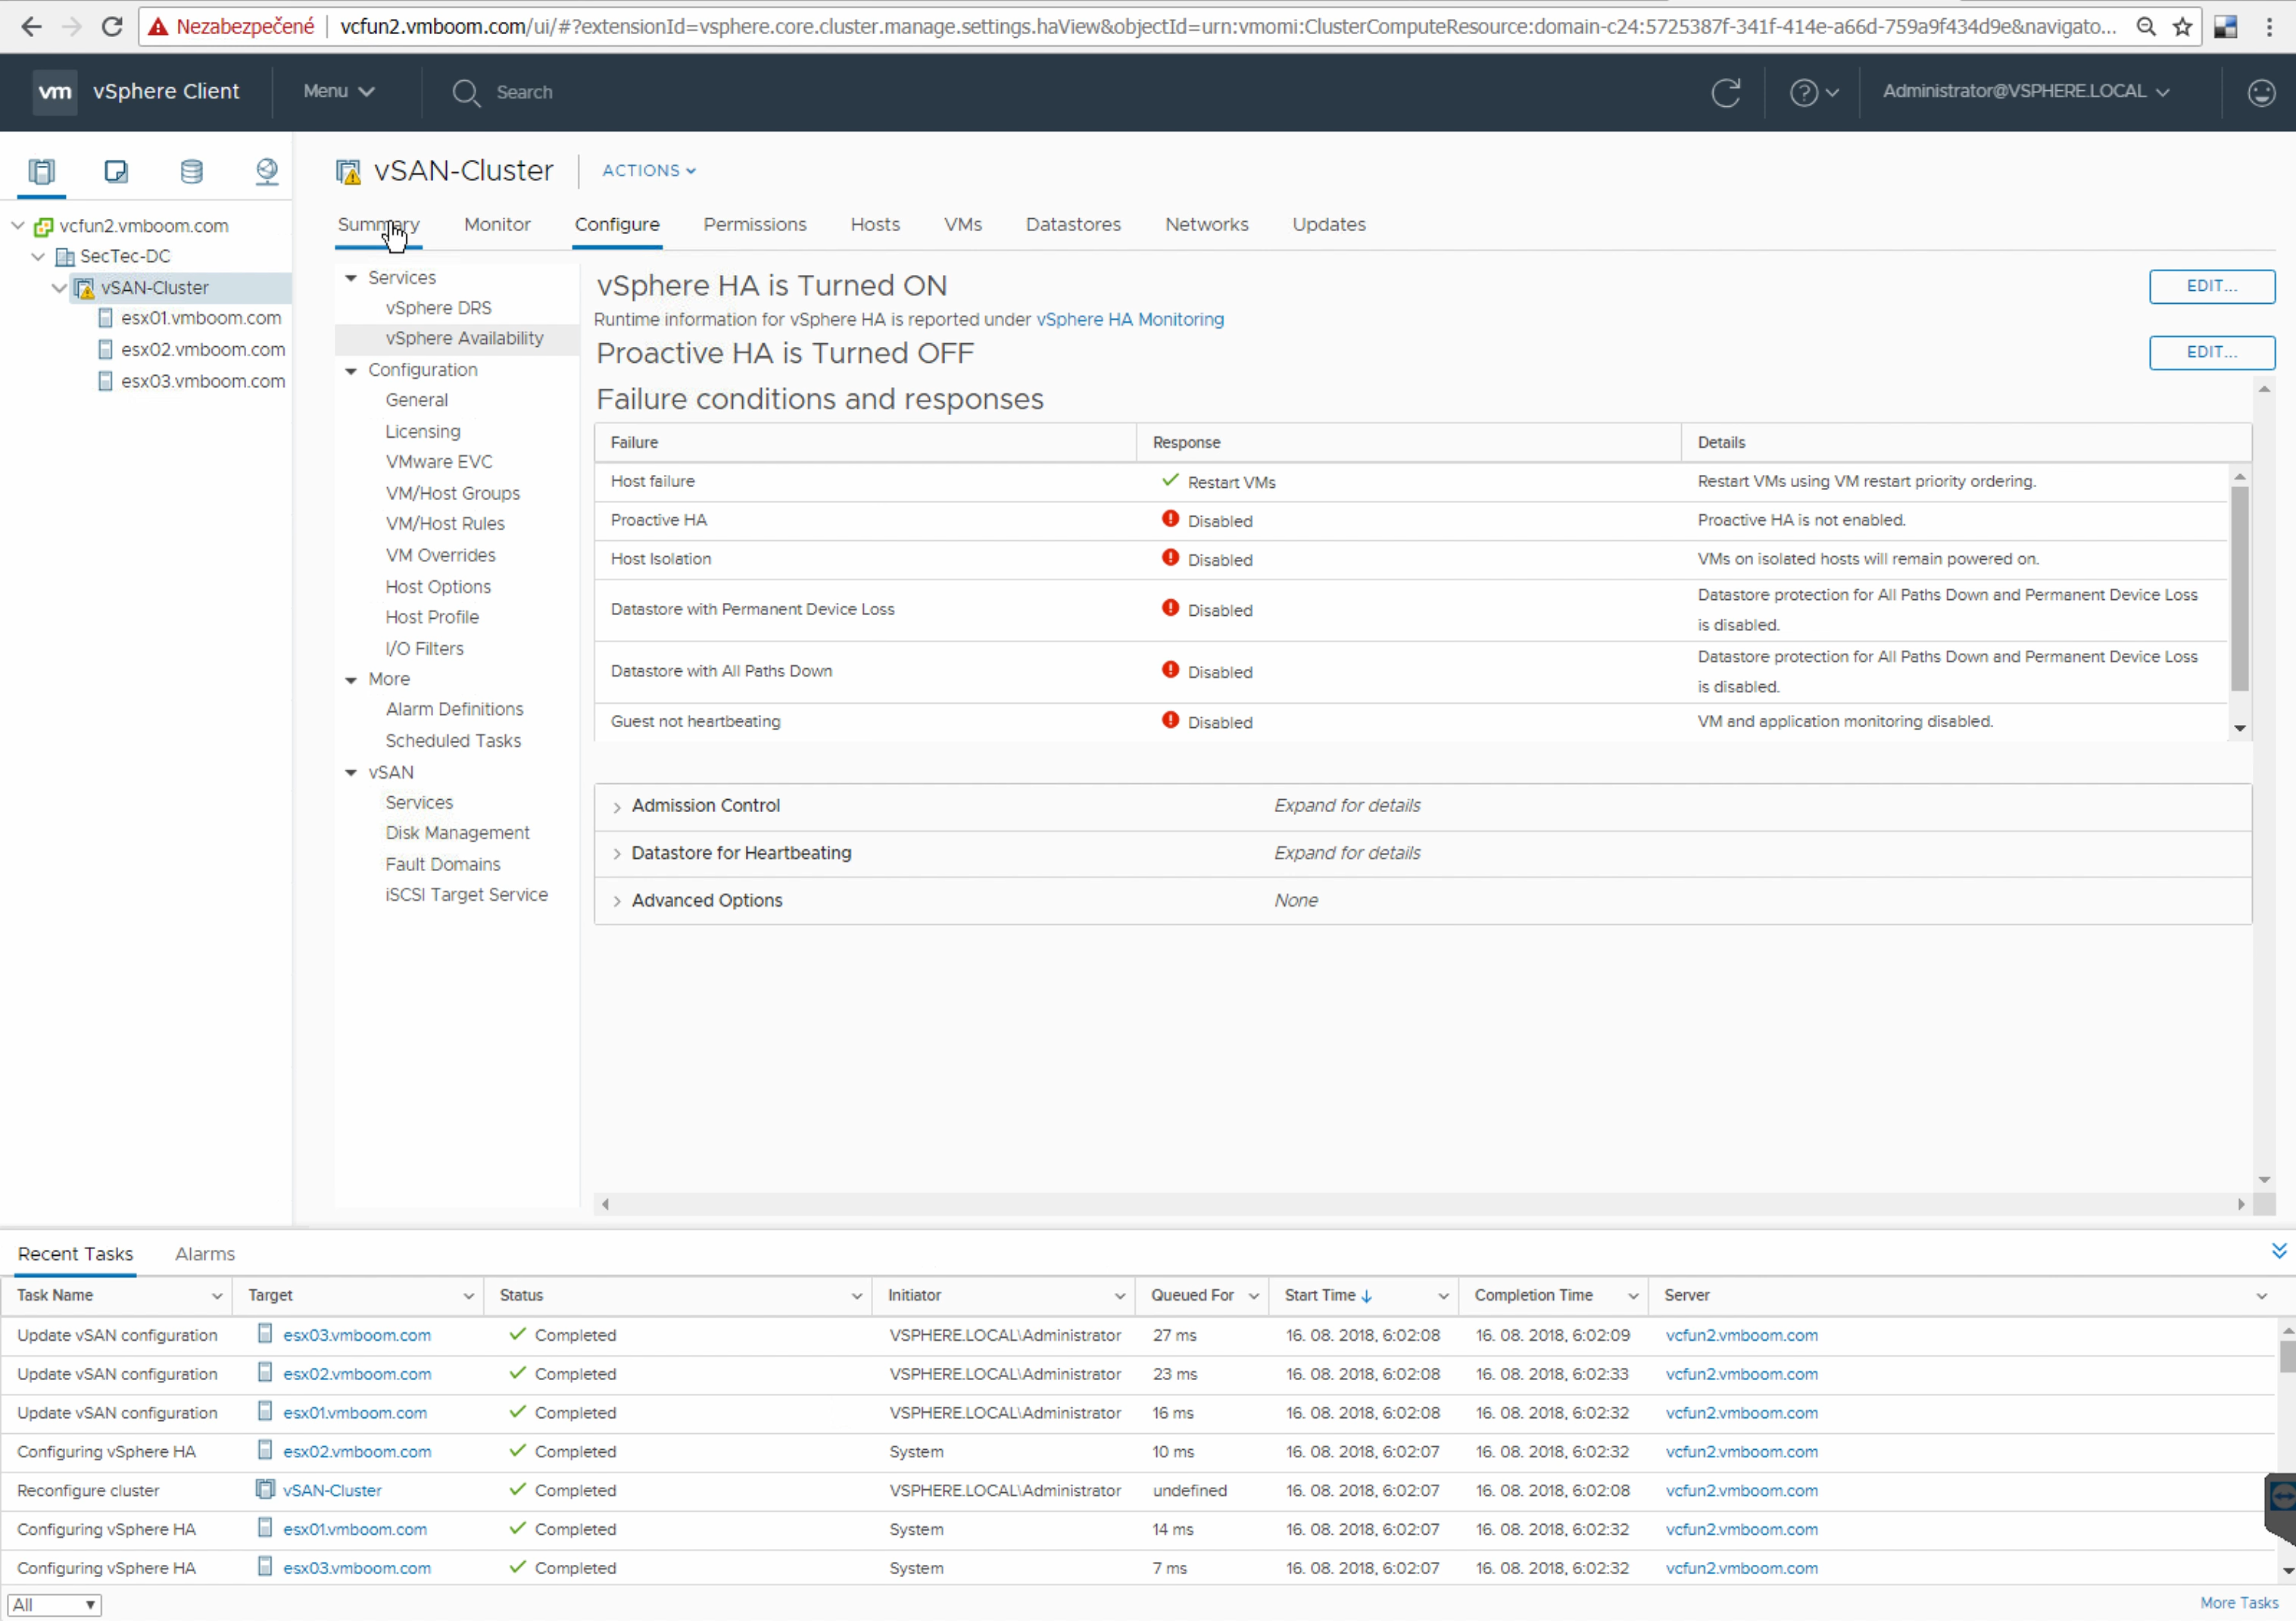 Nezabezpečené vcfun2.vmboom.com/ui/#?extensionId=vsphere.core.cluster.manage.settings.haView&objectId=urn:vmomi:ClusterComputeResource:domain-c24:5725387f-341f-414e-a66d-759a9f434d9e&navigato...
vm vSphere Client Menu Search Administrator@VSPHERE.LOCAL
vcfun2.vmboom.com
SecTec-DC
vSAN-Cluster
esx01.vmboom.com
esx02.vmboom.com
esx03.vmboom.com
vSAN-Cluster ACTIONS
Summary Monitor Configure Permissions Hosts VMs Datastores Networks Updates
Services
vSphere DRS
vSphere Availability
Configuration
General
Licensing
VMware EVC
VM/Host Groups
VM/Host Rules
VM Overrides
Host Options
Host Profile
I/O Filters
More
Alarm Definitions
Scheduled Tasks
vSAN
Services
Disk Management
Fault Domains
iSCSI Target Service
vSphere HA is Turned ON EDIT...
Runtime information for vSphere HA is reported under vSphere HA Monitoring
Proactive HA is Turned OFF EDIT...
Failure conditions and responses
Failure Response Details
Host failure Restart VMs Restart VMs using VM restart priority ordering.
Proactive HA Disabled Proactive HA is not enabled.
Host Isolation Disabled VMs on isolated hosts will remain powered on.
Datastore with Permanent Device Loss Disabled Datastore protection for All Paths Down and Permanent Device Loss
is disabled.
Datastore with All Paths Down Disabled Datastore protection for All Paths Down and Permanent Device Loss
is disabled.
Guest not heartbeating Disabled VM and application monitoring disabled.
Admission Control Expand for details
Datastore for Heartbeating Expand for details
Advanced Options None
Recent Tasks Alarms
Task Name Target Status Initiator Queued For Start Time Completion Time Server
Update vSAN configuration esx03.vmboom.com Completed VSPHERE.LOCAL\Administrator 27 ms 16. 08. 2018, 6:02:08 16. 08. 2018, 6:02:09 vcfun2.vmboom.com
Update vSAN configuration esx02.vmboom.com Completed VSPHERE.LOCAL\Administrator 23 ms 16. 08. 2018, 6:02:08 16. 08. 2018, 6:02:33 vcfun2.vmboom.com
Update vSAN configuration esx01.vmboom.com Completed VSPHERE.LOCAL\Administrator 16 ms 16. 08. 2018, 6:02:08 16. 08. 2018, 6:02:32 vcfun2.vmboom.com
Configuring vSphere HA esx02.vmboom.com Completed System 10 ms 16. 08. 2018, 6:02:07 16. 08. 2018, 6:02:32 vcfun2.vmboom.com
Reconfigure cluster vSAN-Cluster Completed VSPHERE.LOCAL\Administrator undefined 16. 08. 2018, 6:02:07 16. 08. 2018, 6:02:08 vcfun2.vmboom.com
Configuring vSphere HA esx01.vmboom.com Completed System 14 ms 16. 08. 2018, 6:02:07 16. 08. 2018, 6:02:32 vcfun2.vmboom.com
Configuring vSphere HA esx03.vmboom.com Completed System 7 ms 16. 08. 2018, 6:02:07 16. 08. 2018, 6:02:32 vcfun2.vmboom.com
All More Tasks